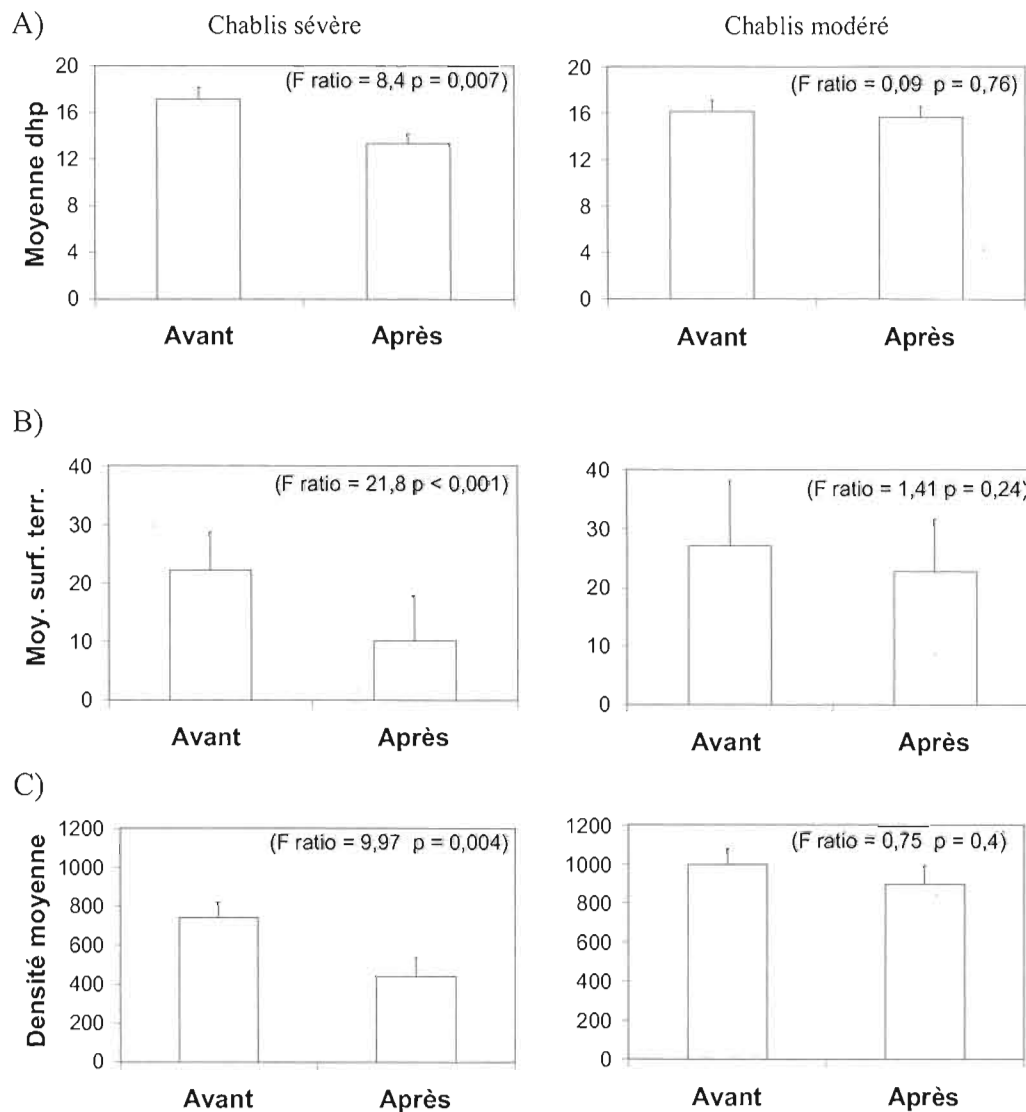 A)
Chablis sévère
Chablis modéré
Moyenne dhp
20
16
12
8
4
0
(F ratio = 8,4 p = 0,007)
Avant
Après
20
16
12
8
4
0
(F ratio = 0,09 p = 0,76)
Avant
Après
B)
Moy. surf. terr.
40
30
20
10
0
(F ratio = 21,8 p < 0,001)
Avant
Après
40
30
20
10
0
(F ratio = 1,41 p = 0,24)
Avant
Après
C)
Densité moyenne
1200
1000
800
600
400
200
0
(F ratio = 9,97 p = 0,004)
Avant
Après
1200
1000
800
600
400
200
0
(F ratio = 0,75 p = 0,4)
Avant
Après